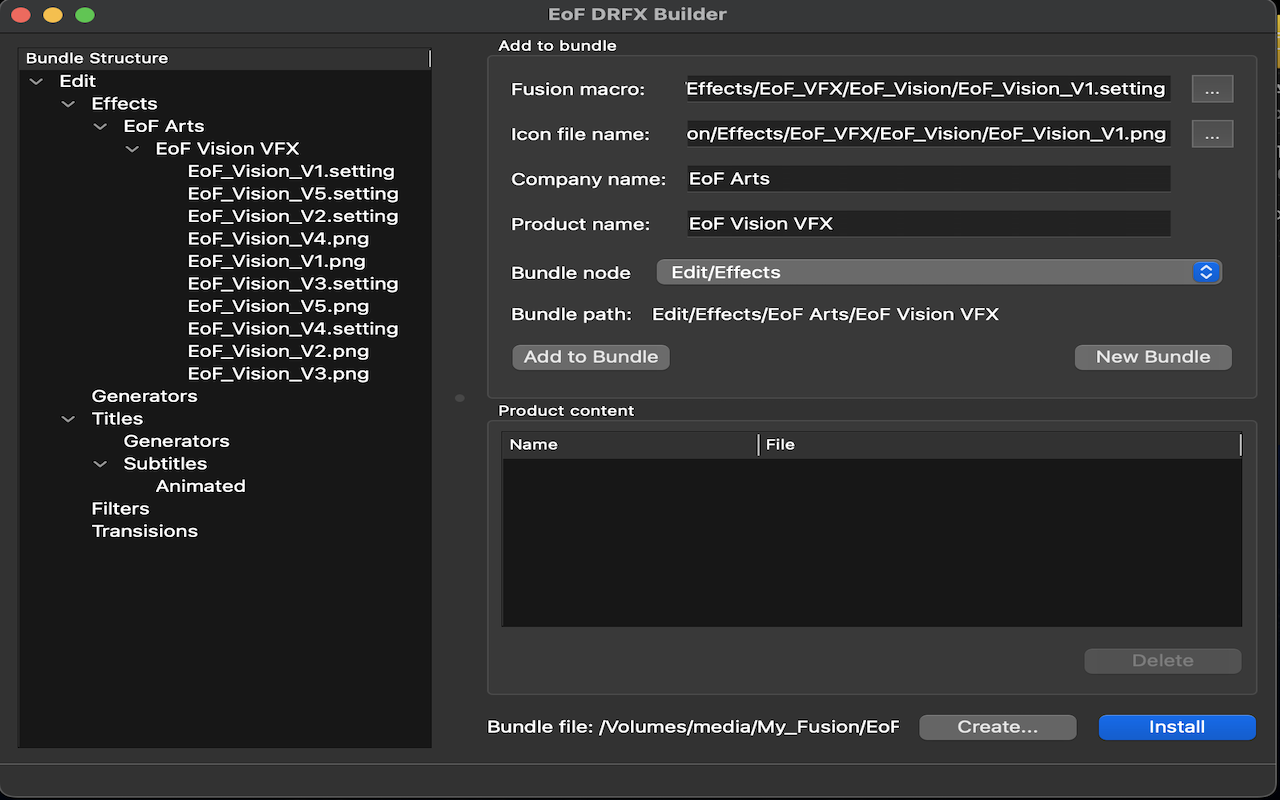 EoF DRFX Builder
Bundle Structure
Edit
Effects
EoF Arts
EoF Vision VFX
EoF_Vision_V1.setting
EoF_Vision_V5.setting
EoF_Vision_V2.setting
EoF_Vision_V4.png
EoF_Vision_V1.png
EoF_Vision_V3.setting
EoF_Vision_V5.png
EoF_Vision_V4.setting
EoF_Vision_V2.png
EoF_Vision_V3.png
Generators
Titles
Generators
Subtitles
Animated
Filters
Transisions
Add to bundle
Fusion macro: Effects/EoF_VFX/EoF_Vision/EoF_Vision_V1.setting ...
Icon file name: on/Effects/EoF_VFX/EoF_Vision/EoF_Vision_V1.png ...
Company name: EoF Arts
Product name: EoF Vision VFX
Bundle node Edit/Effects
Bundle path: Edit/Effects/EoF Arts/EoF Vision VFX
Add to Bundle New Bundle
Product content
Name File
Delete
Bundle file: /Volumes/media/My_Fusion/EoF Create... Install